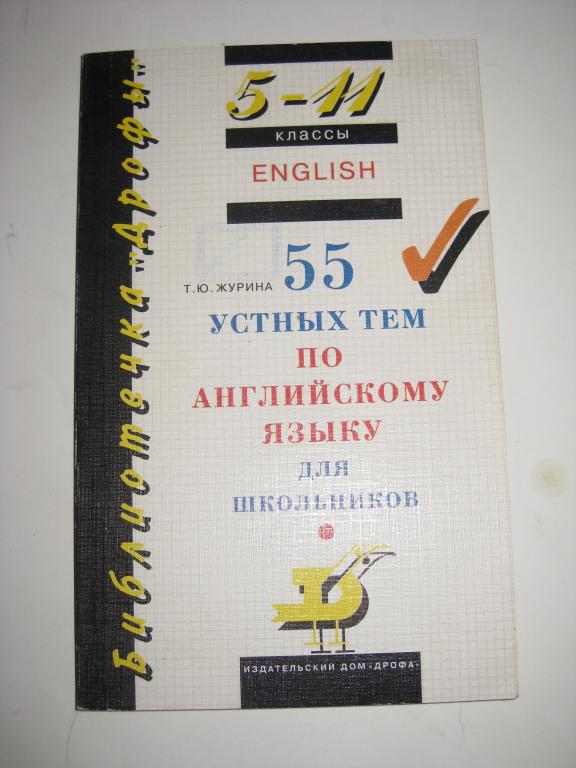 Библиотечка "Дрофы"
5-11
классы
ENGLISH
Т.Ю. ЖУРИНА
55
УСТНЫХ ТЕМ
ПО
АНГЛИЙСКОМУ
ЯЗЫКУ
ДЛЯ
ШКОЛЬНИКОВ
ИЗДАТЕЛЬСКИЙ ДОМ «ДРОФА»